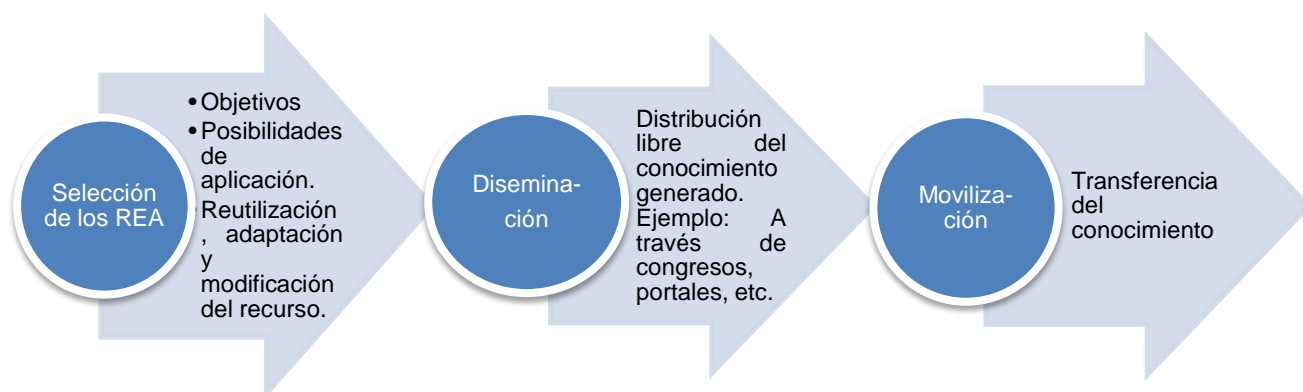 Selección
de los REA
•Objetivos
•Posibilidades
de
aplicación.
•Reutilización
, adaptación
y
modificación
del recurso.
Disemina-
ción
Distribución
libre del
conocimiento
generado.
Ejemplo: A
través de
congresos,
portales, etc.
Moviliza-
ción
Transferencia
del
conocimiento